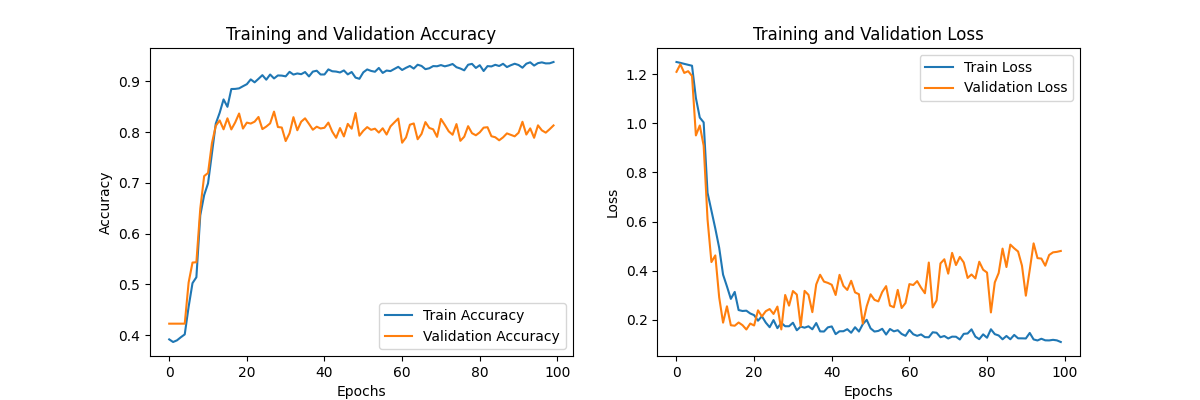 Training and Validation Accuracy
Accuracy
0.9
0.8
0.7
0.6
0.5
0.4
0
20
40
60
80
100
Epochs
Train Accuracy
Validation Accuracy
Training and Validation Loss
Loss
1.2
1.0
0.8
0.6
0.4
0.2
0
20
40
60
80
100
Epochs
Train Loss
Validation Loss